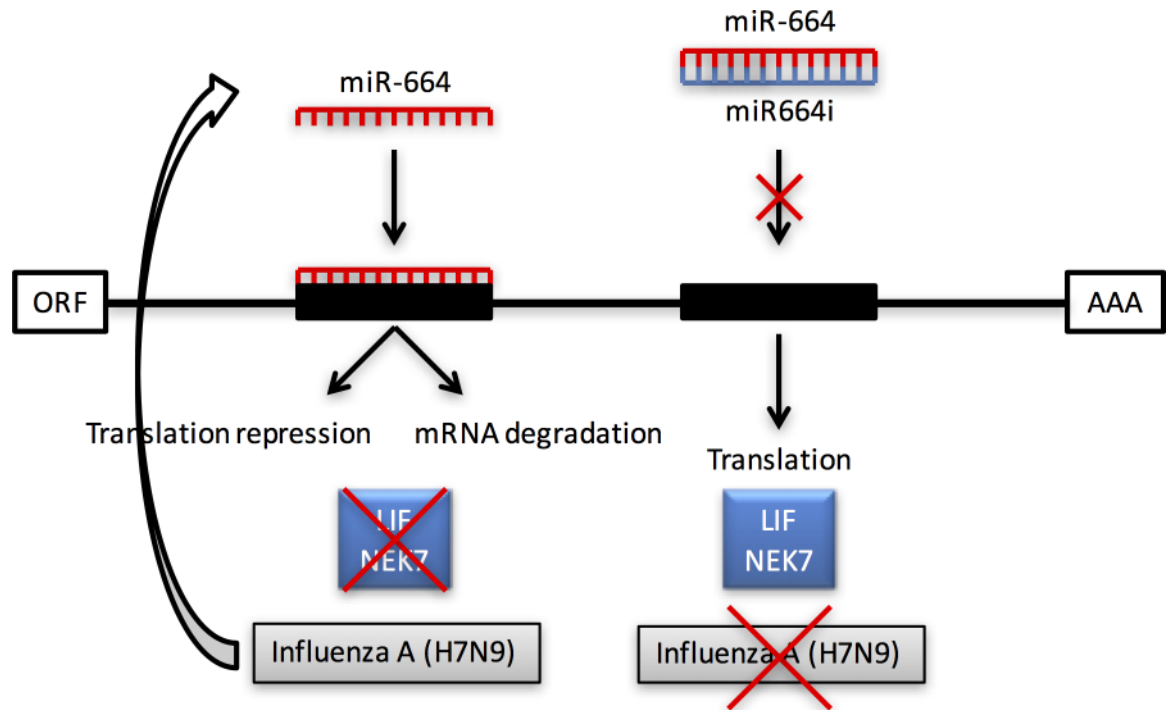 miR-664
miR-664
miR664i
ORF
AAA
Translation repression
mRNA degradation
Translation
LIF
NEK7
LIF
NEK7
Influenza A (H7N9)
Influenza A (H7N9)